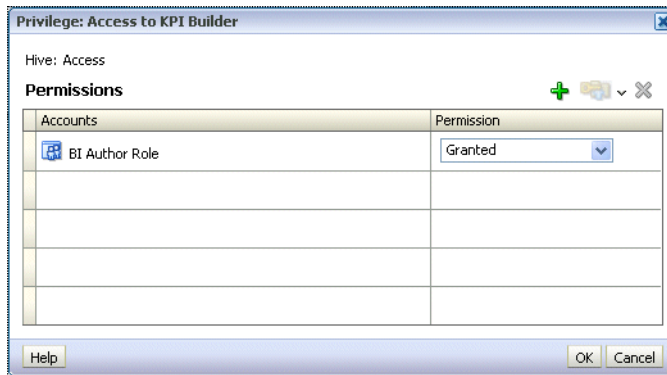 Privilege: Access to KPI Builder
Hive: Access
Permissions
Accounts Permission
BI Author Role Granted
Help OK Cancel